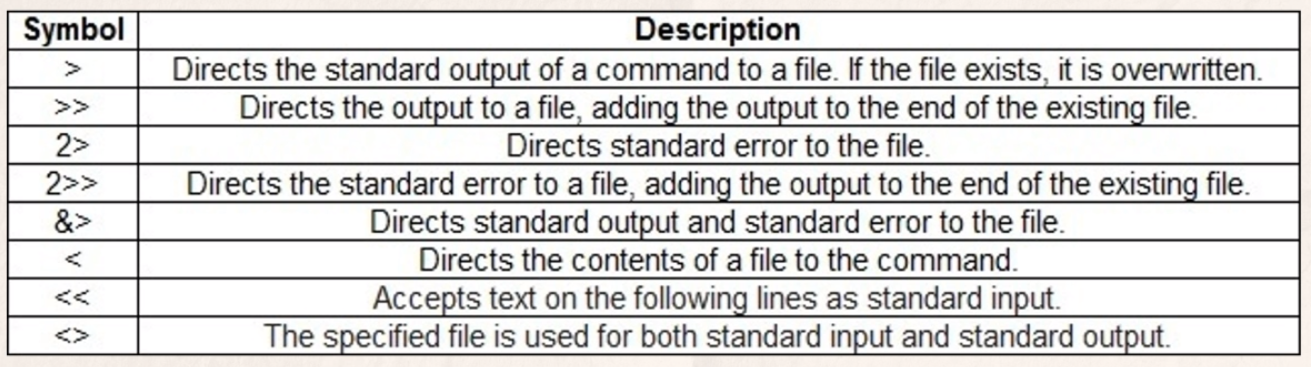 Symbol Description
> Directs the standard output of a command to a file. If the file exists, it is overwritten.
>> Directs the output to a file, adding the output to the end of the existing file.
2> Directs standard error to the file.
2>> Directs the standard error to a file, adding the output to the end of the existing file.
&> Directs standard output and standard error to the file.
< Directs the contents of a file to the command.
<< Accepts text on the following lines as standard input.
<> The specified file is used for both standard input and standard output.